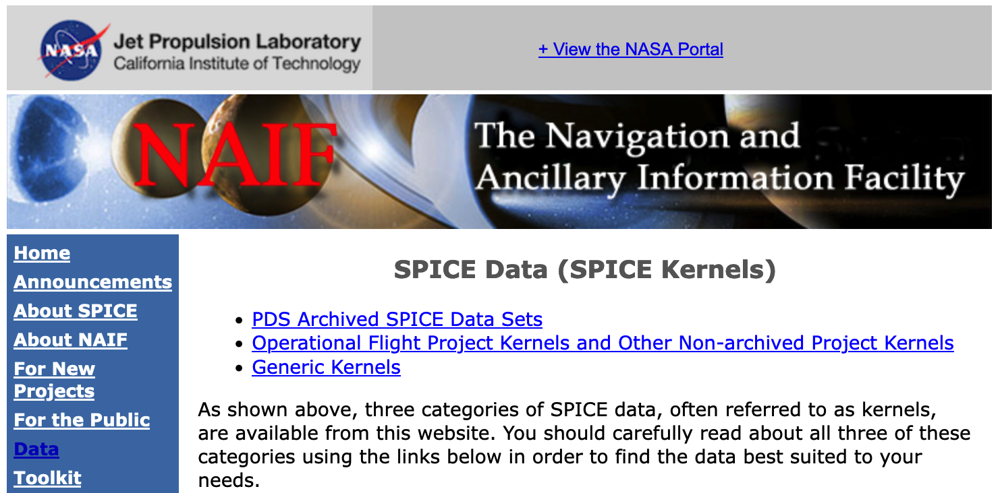 NASA
Jet Propulsion Laboratory
California Institute of Technology
+ View the NASA Portal
NAIF
The Navigation and
Ancillary Information Facility
Home
Announcements
About SPICE
About NAIF
For New
Projects
For the Public
Data
Toolkit
SPICE Data (SPICE Kernels)
• PDS Archived SPICE Data Sets
• Operational Flight Project Kernels and Other Non-archived Project Kernels
• Generic Kernels
As shown above, three categories of SPICE data, often referred to as kernels,
are available from this website. You should carefully read about all three of these
categories using the links below in order to find the data best suited to your
needs.